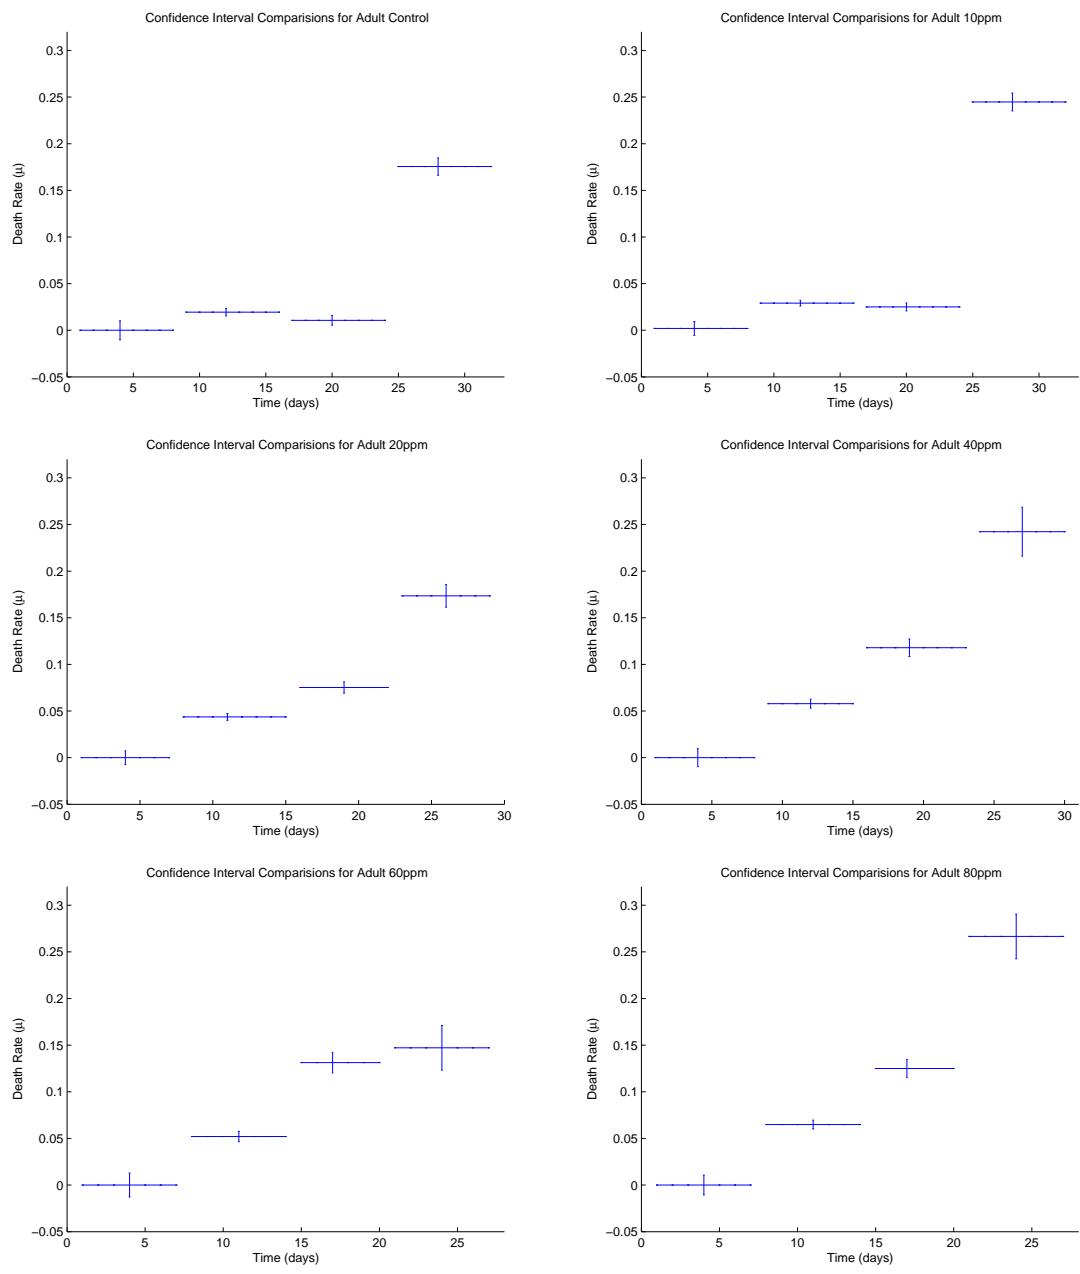 Confidence Interval Comparisions for Adult Control
0.3
0.25
0.2
0.15
0.1
0.05
0
−0.05
Death Rate (μ)
0 5 10 15 20 25 30
Time (days)
Confidence Interval Comparisions for Adult 10ppm
0.3
0.25
0.2
0.15
0.1
0.05
0
−0.05
Death Rate (μ)
0 5 10 15 20 25 30
Time (days)
Confidence Interval Comparisions for Adult 20ppm
0.3
0.25
0.2
0.15
0.1
0.05
0
−0.05
Death Rate (μ)
0 5 10 15 20 25 30
Time (days)
Confidence Interval Comparisions for Adult 40ppm
0.3
0.25
0.2
0.15
0.1
0.05
0
−0.05
Death Rate (μ)
0 5 10 15 20 25 30
Time (days)
Confidence Interval Comparisions for Adult 60ppm
0.3
0.25
0.2
0.15
0.1
0.05
0
−0.05
Death Rate (μ)
0 5 10 15 20 25
Time (days)
Confidence Interval Comparisions for Adult 80ppm
0.3
0.25
0.2
0.15
0.1
0.05
0
−0.05
Death Rate (μ)
0 5 10 15 20 25
Time (days)